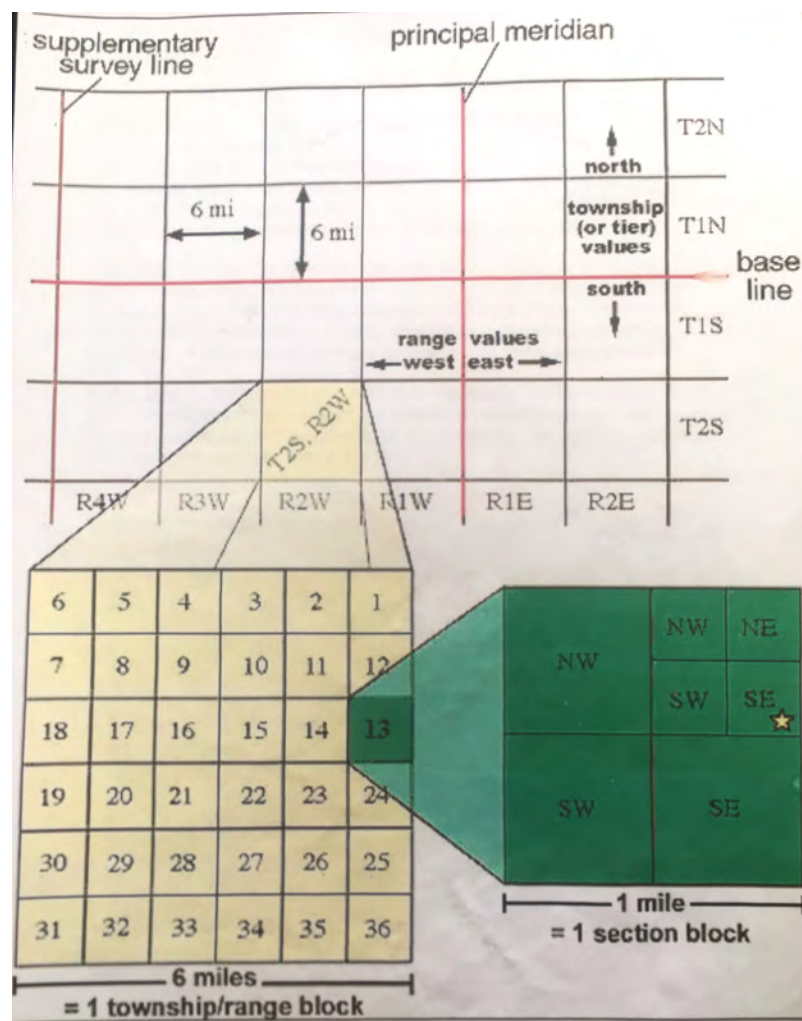 supplementary
survey line
principal meridian
T2N
north
6 mi
6 mi
township
(or tier)
values
T1N
base
line
south
T1S
range values
west east
T2S, R2W
T2S
R4W R3W R2W R1W R1E R2E
6 5 4 3 2 1
7 8 9 10 11 12
18 17 16 15 14 13
19 20 21 22 23 24
30 29 28 27 26 25
31 32 33 34 35 36
6 miles
= 1 township/range block
NW NW NE
SW SE
SW SE
1 mile
= 1 section block